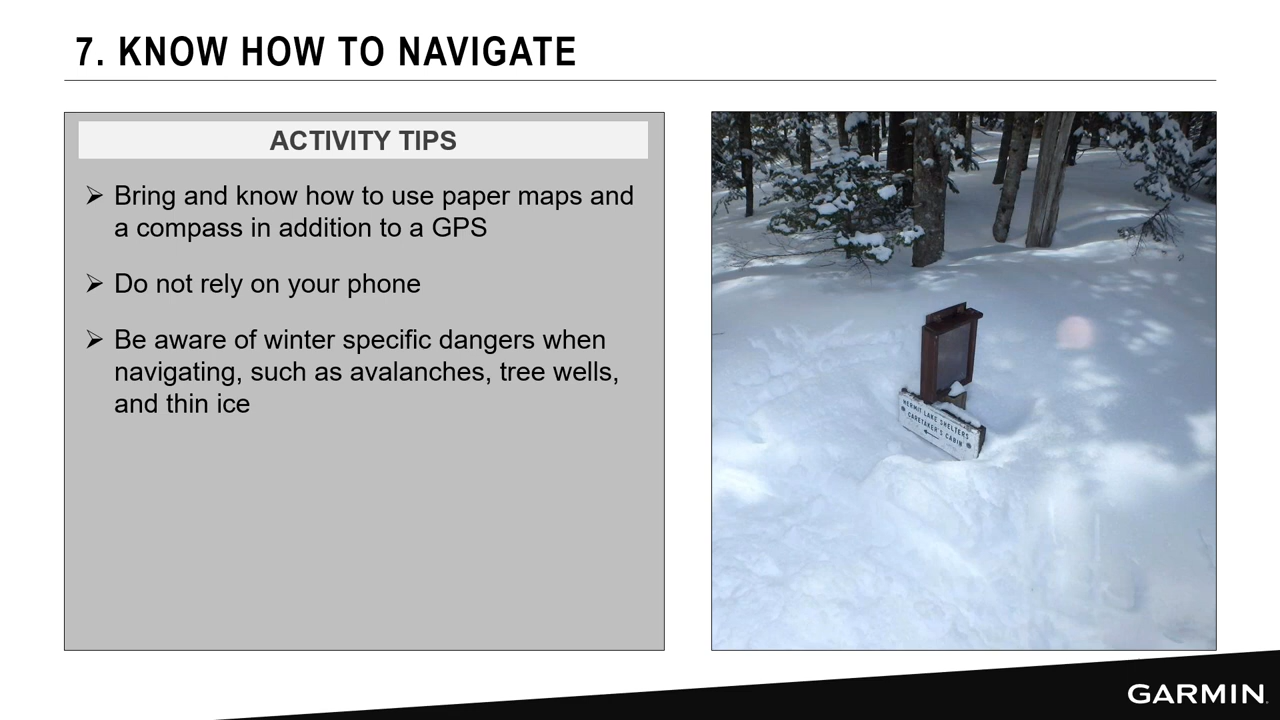 7. KNOW HOW TO NAVIGATE
ACTIVITY TIPS
Bring and know how to use paper maps and
a compass in addition to a GPS
Do not rely on your phone
Be aware of winter specific dangers when
navigating, such as avalanches, tree wells,
and thin ice
HERMIT LAKE SHELTERS
CARETAKER'S CABIN
GARMIN